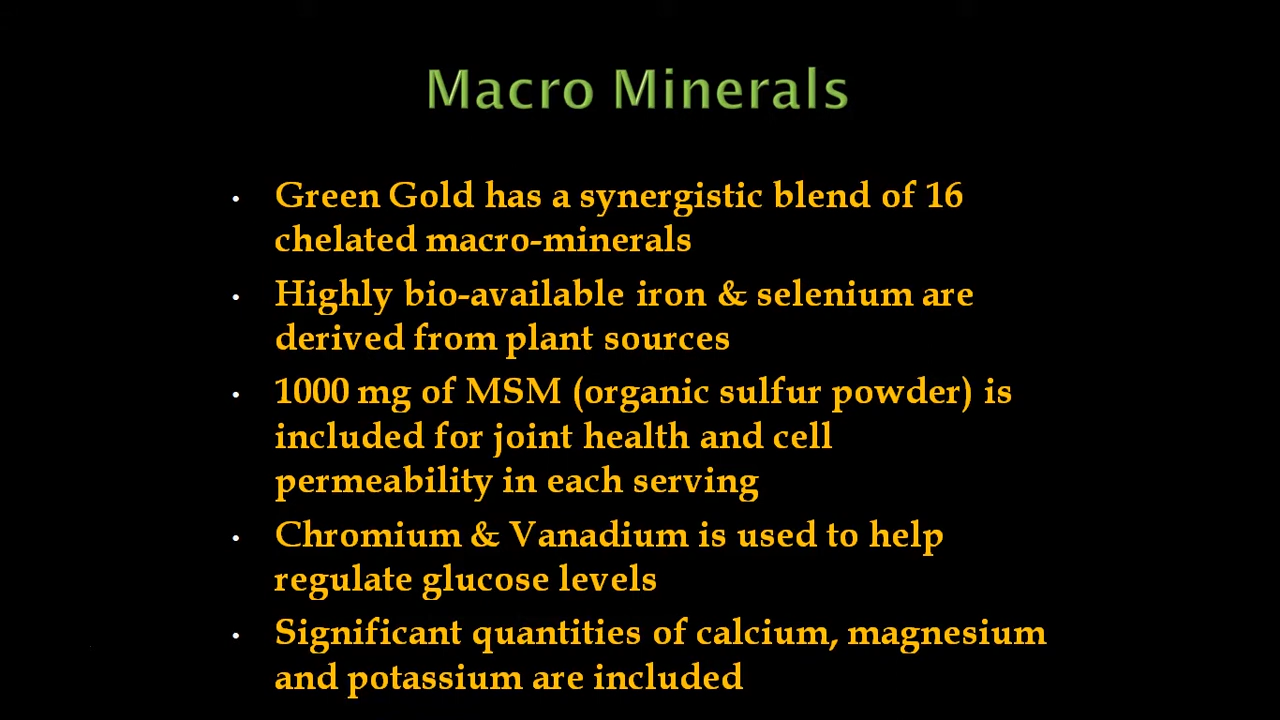 Macro Minerals
• Green Gold has a synergistic blend of 16
chelated macro-minerals
• Highly bio-available iron & selenium are
derived from plant sources
• 1000 mg of MSM (organic sulfur powder) is
included for joint health and cell
permeability in each serving
• Chromium & Vanadium is used to help
regulate glucose levels
• Significant quantities of calcium, magnesium
and potassium are included